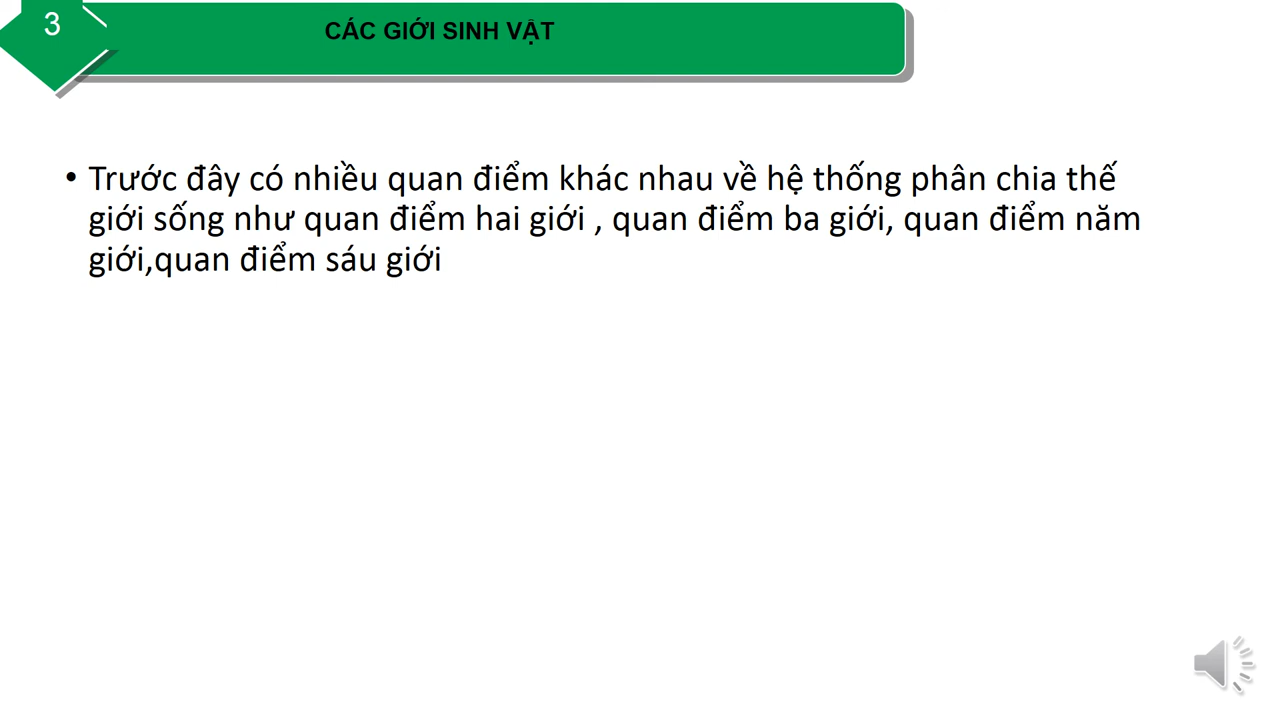 3
CÁC GIỚI SINH VẬT
• Trước đây có nhiều quan điểm khác nhau về hệ thống phân chia thế
giới sống như quan điểm hai giới , quan điểm ba giới, quan điểm năm
giới,quan điểm sáu giới